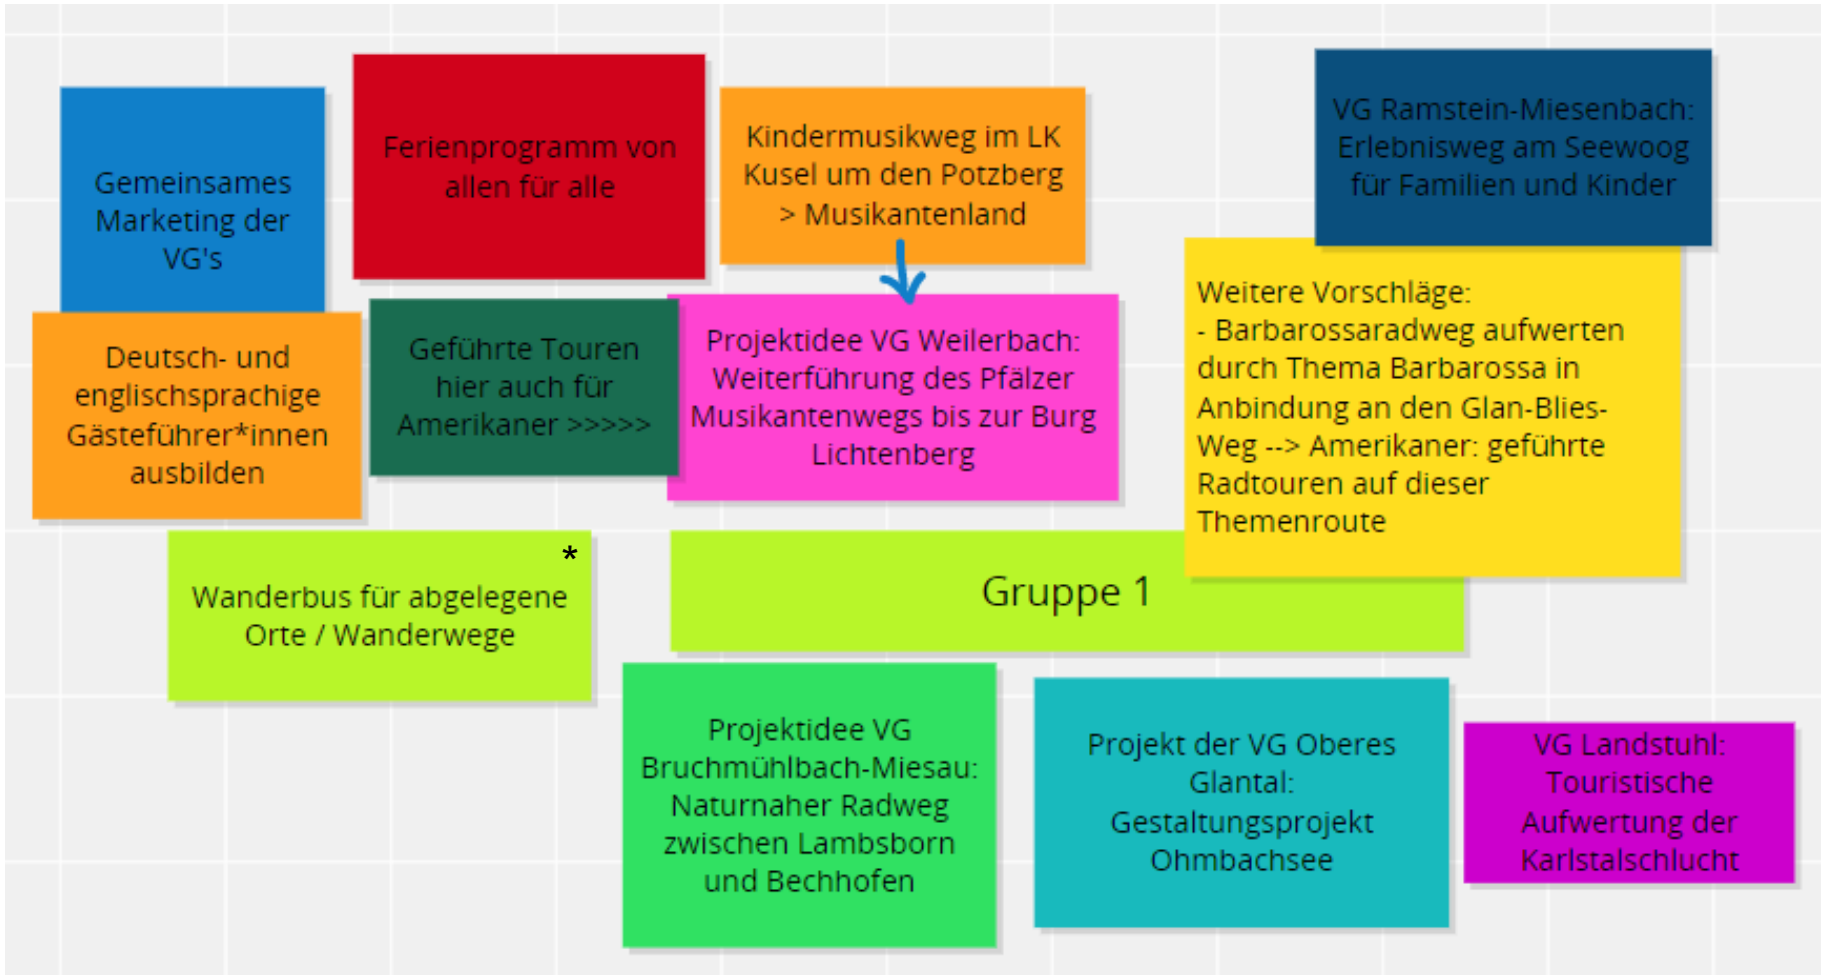 Gemeinsames
Marketing der
VG's
Ferienprogramm von
allen für alle
Kindermusikweg im LK
Kusel um den Potzberg
> Musikantenland
VG Ramstein-Miesenbach:
Erlebnisweg am Seewoog
für Familien und Kinder
Deutsch- und
englischsprachige
Gästeführer*innen
ausbilden
Geführte Touren
hier auch für
Amerikaner >>>>>
Projektidee VG Weilerbach:
Weiterführung des Pfälzer
Musikantenwegs bis zur Burg
Lichtenberg
Weitere Vorschläge:
- Barbarossaradweg aufwerten
durch Thema Barbarossa in
Anbindung an den Glan-Blies-
Weg --> Amerikaner: geführte
Radtouren auf dieser
Themenroute
*
Wanderbus für abgelegene
Orte / Wanderwege
Gruppe 1
Projektidee VG
Bruchmühlbach-Miesau:
Naturnaher Radweg
zwischen Lambsborn
und Bechhofen
Projekt der VG Oberes
Glantal:
Gestaltungsprojekt
Ohmbachsee
VG Landstuhl:
Touristische
Aufwertung der
Karlstalschlucht